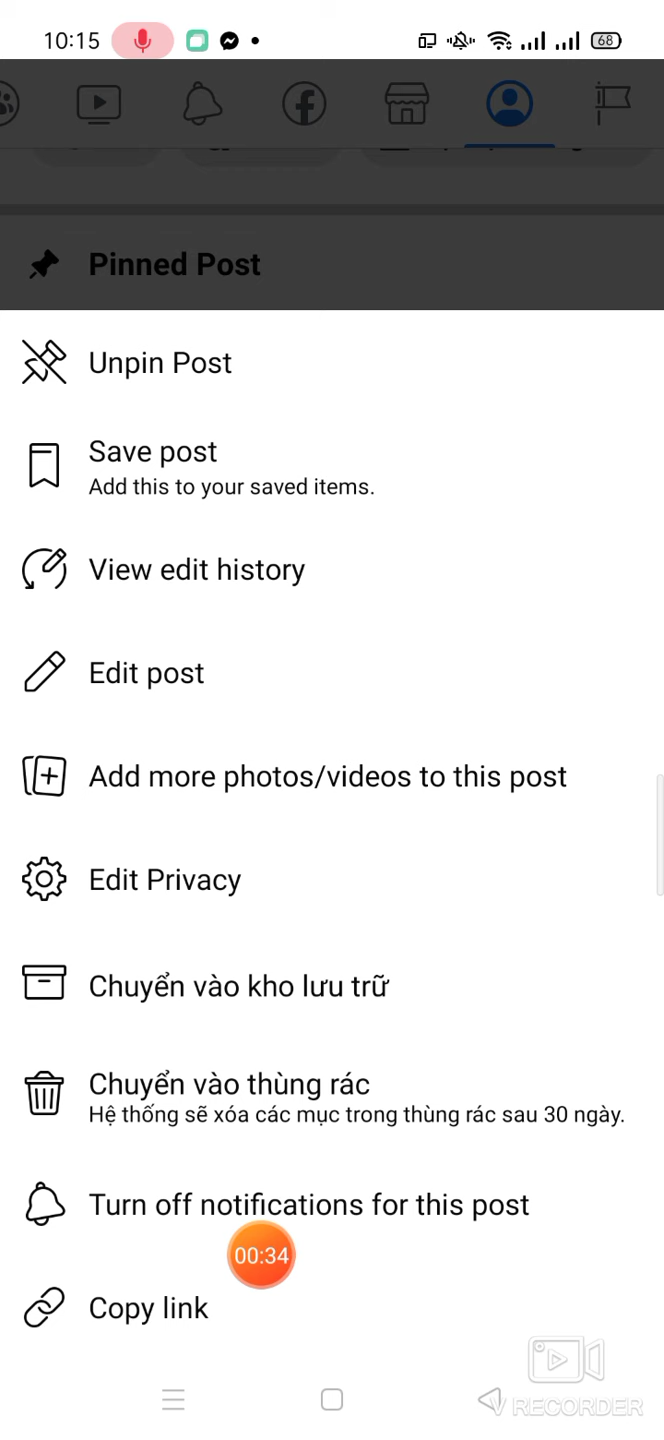 10:15
68
Pinned Post
Unpin Post
Save post
Add this to your saved items.
View edit history
Edit post
Add more photos/videos to this post
Edit Privacy
Chuyển vào kho lưu trữ
Chuyển vào thùng rác
Hệ thống sẽ xóa các mục trong thùng rác sau 30 ngày.
Turn off notifications for this post
00:34
Copy link
V RECORDER